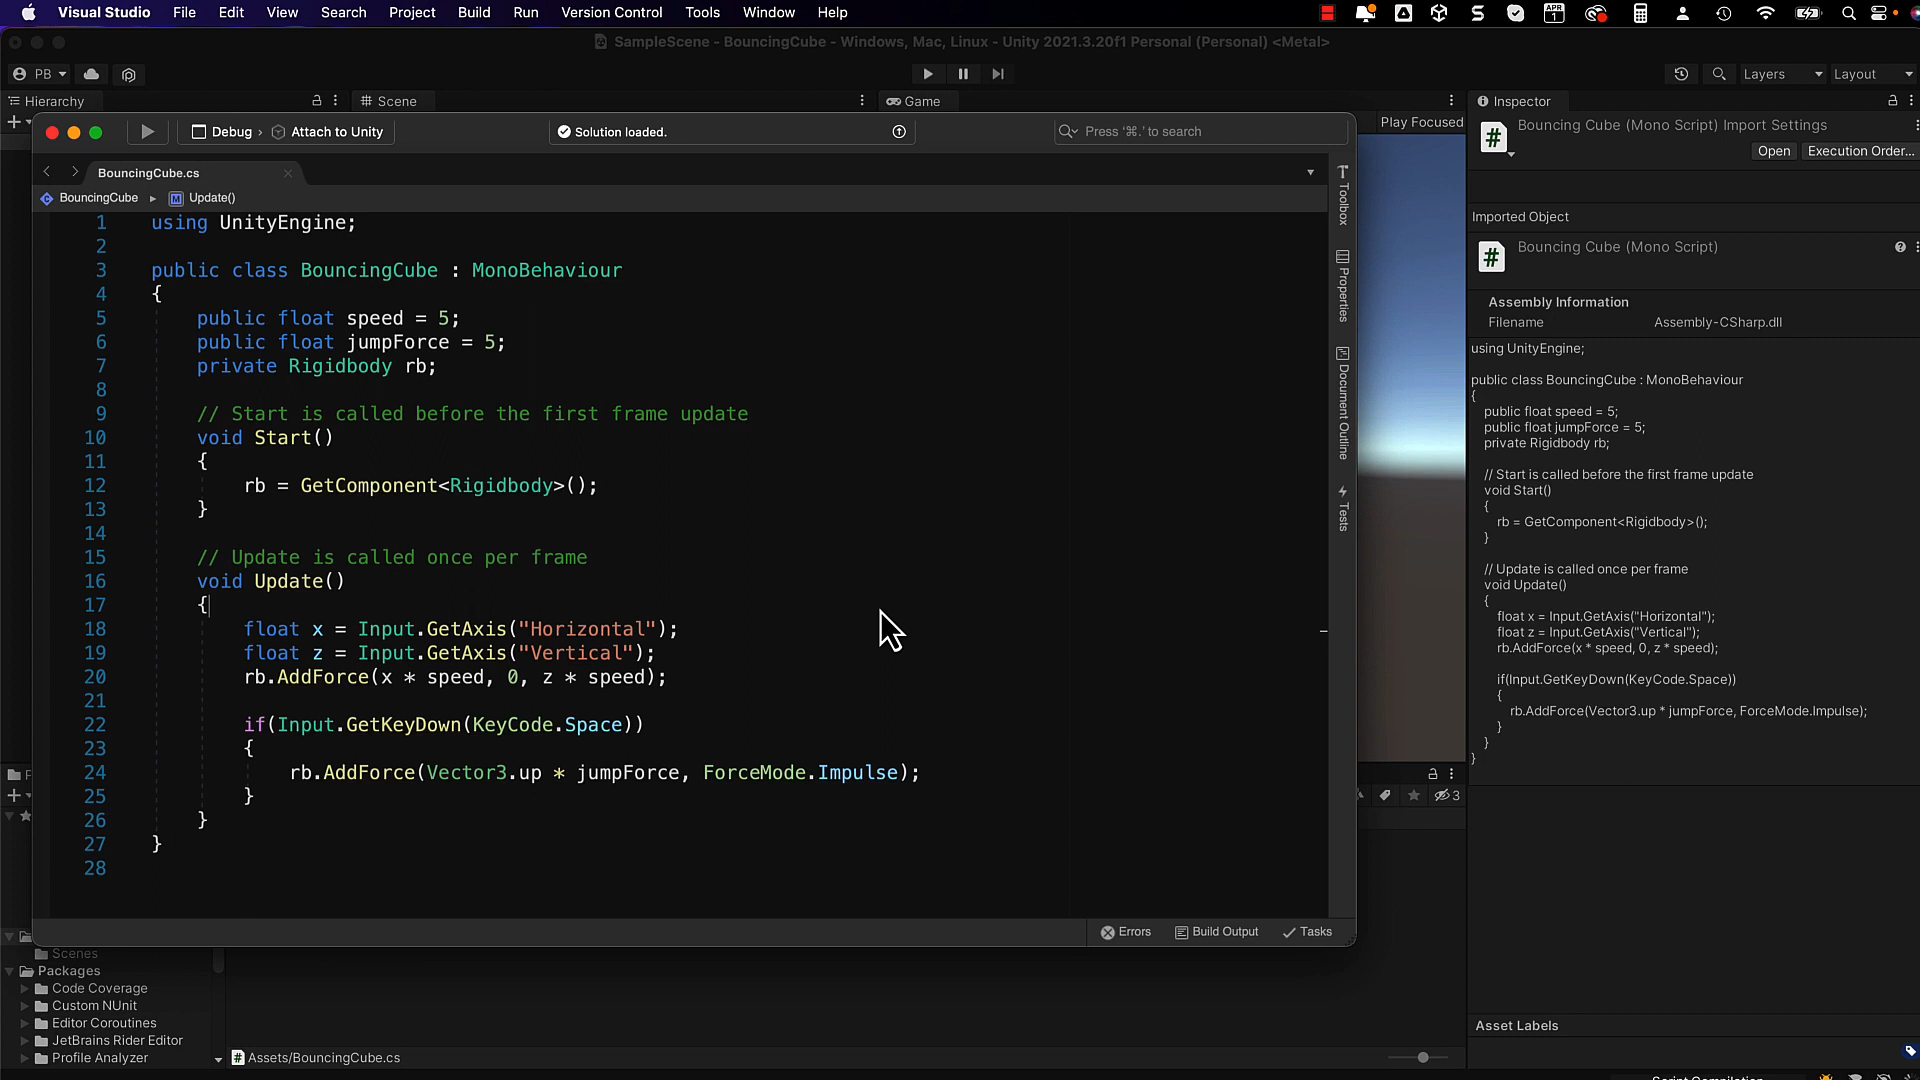 Visual Studio File Edit View Search Project Build Run Version Control Tools Window Help
APR 1
SampleScene - BouncingCube - Windows, Mac, Linux - Unity 2021.3.20f1 Personal (Personal) <Metal>
PB
Layers Layout
Hierarchy
Scene
Game
Inspector
Play Focused
Debug › Attach to Unity
Solution loaded.
Press ‘⌘.’ to search
BouncingCube.cs
BouncingCube ▸ Update()
1 using UnityEngine;
2
3 public class BouncingCube : MonoBehaviour
4 {
5 public float speed = 5;
6 public float jumpForce = 5;
7 private Rigidbody rb;
8
9 // Start is called before the first frame update
10 void Start()
11 {
12 rb = GetComponent<Rigidbody>();
13 }
14
15 // Update is called once per frame
16 void Update()
17 {
18 float x = Input.GetAxis("Horizontal");
19 float z = Input.GetAxis("Vertical");
20 rb.AddForce(x * speed, 0, z * speed);
21
22 if(Input.GetKeyDown(KeyCode.Space))
23 {
24 rb.AddForce(Vector3.up * jumpForce, ForceMode.Impulse);
25 }
26 }
27 }
28
Toolbox
Properties
Document Outline
Tests
Errors Build Output Tasks
Bouncing Cube (Mono Script) Import Settings
Open Execution Order...
Imported Object
Bouncing Cube (Mono Script)
Assembly Information
Filename Assembly-CSharp.dll
using UnityEngine;
public class BouncingCube : MonoBehaviour
{
public float speed = 5;
public float jumpForce = 5;
private Rigidbody rb;
// Start is called before the first frame update
void Start()
{
rb = GetComponent<Rigidbody>();
}
// Update is called once per frame
void Update()
{
float x = Input.GetAxis("Horizontal");
float z = Input.GetAxis("Vertical");
rb.AddForce(x * speed, 0, z * speed);
if(Input.GetKeyDown(KeyCode.Space))
{
rb.AddForce(Vector3.up * jumpForce, ForceMode.Impulse);
}
}
}
3
Scenes
Packages
Code Coverage
Custom NUnit
Editor Coroutines
JetBrains Rider Editor
Profile Analyzer
Assets/BouncingCube.cs
Asset Labels